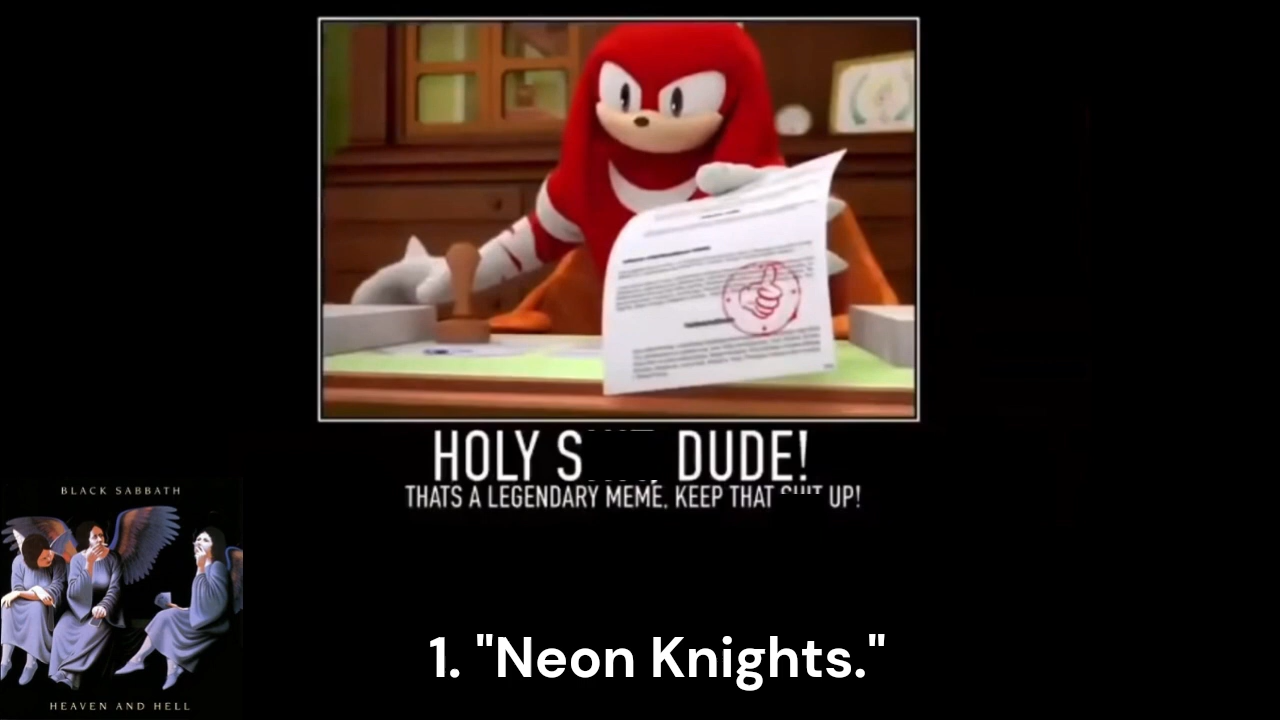 HOLY S DUDE!
THATS A LEGENDARY MEME, KEEP THAT UP!
BLACK SABBATH
HEAVEN AND HELL
1. "Neon Knights."